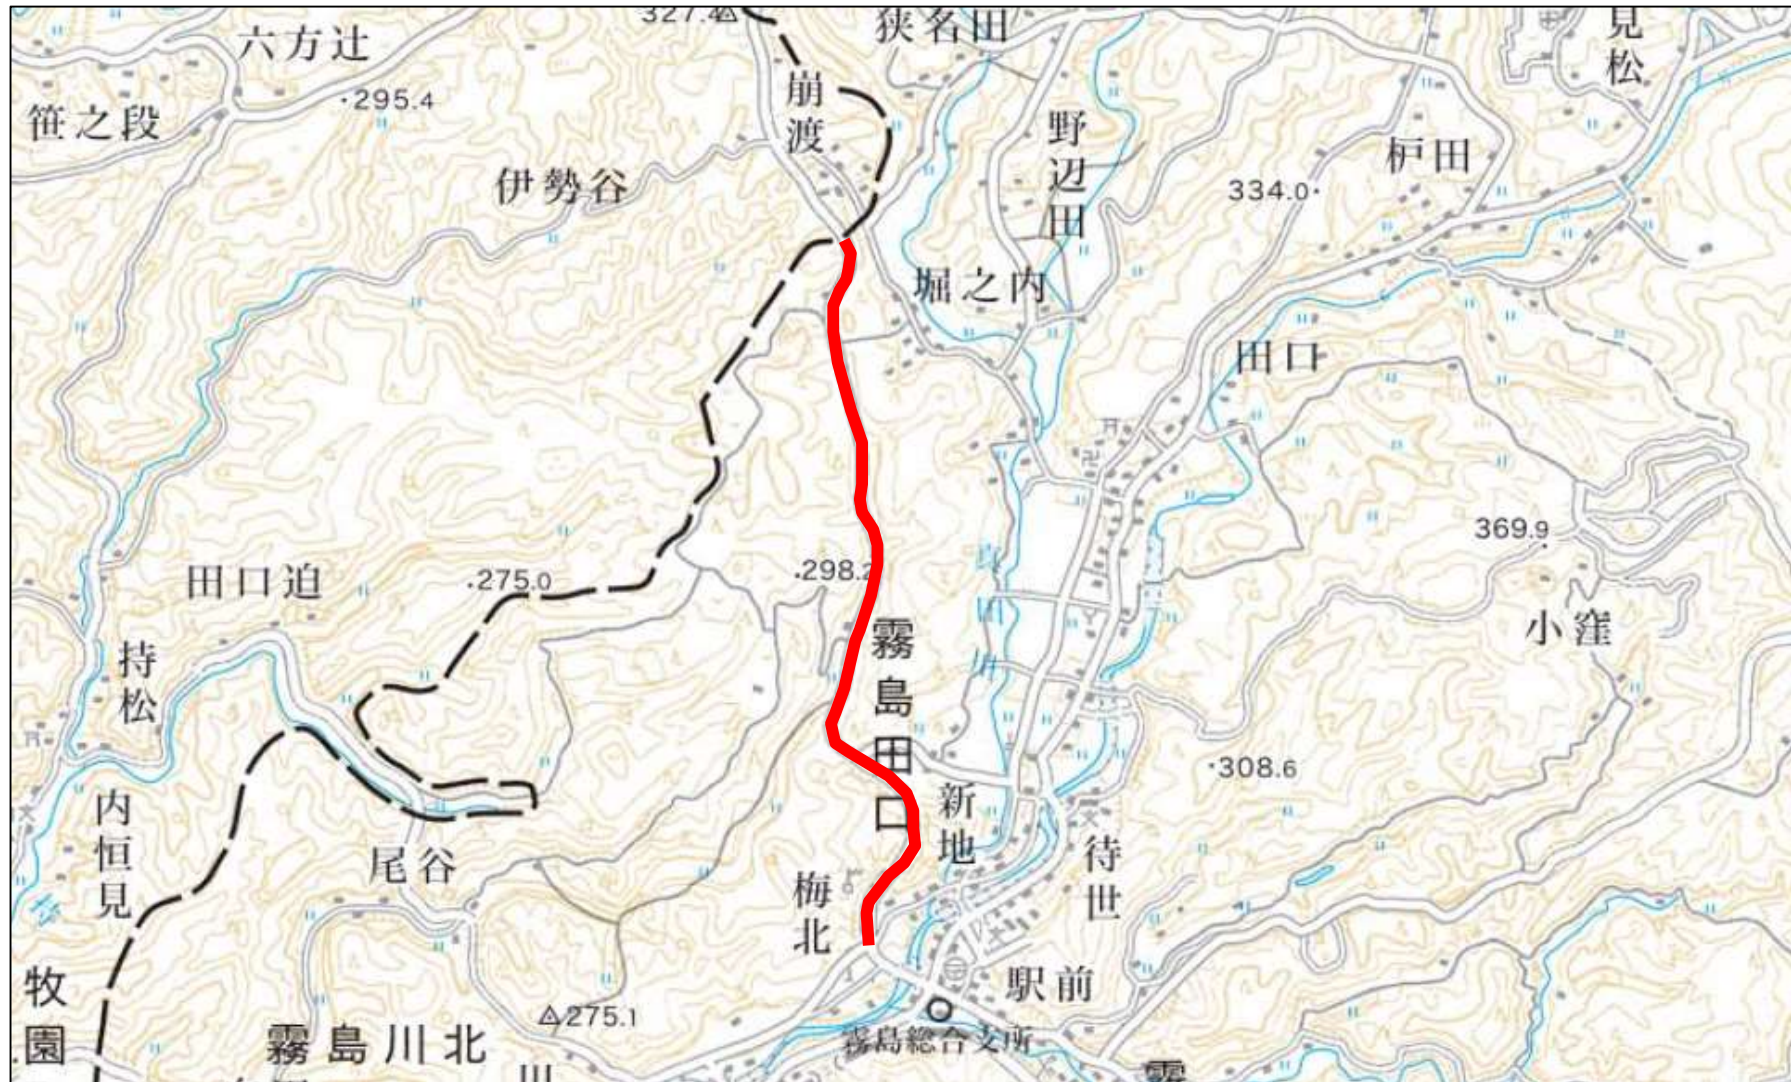 327.4
狭名田
見松
六方辻
崩渡
295.4
笹之段
野辺田
枦田
伊勢谷
334.0
堀之内
田口
369.9
298.2
275.0
田口迫
小窪
霧島田口
持松
308.6
新地
内恒見
尾谷
待世
梅北
牧園
駅前
275.1
霧島川北
霧島総合支所
川
霧